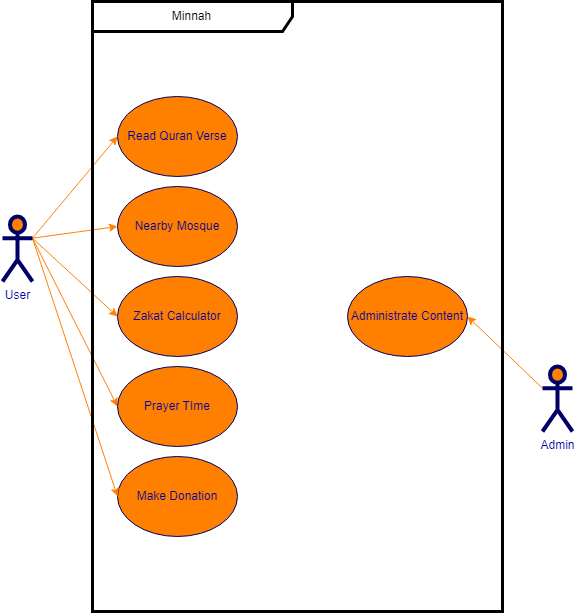 Minnah
Read Quran Verse
Nearby Mosque
User
Zakat Calculator
Administrate Content
Prayer TIme
Admin
Make Donation